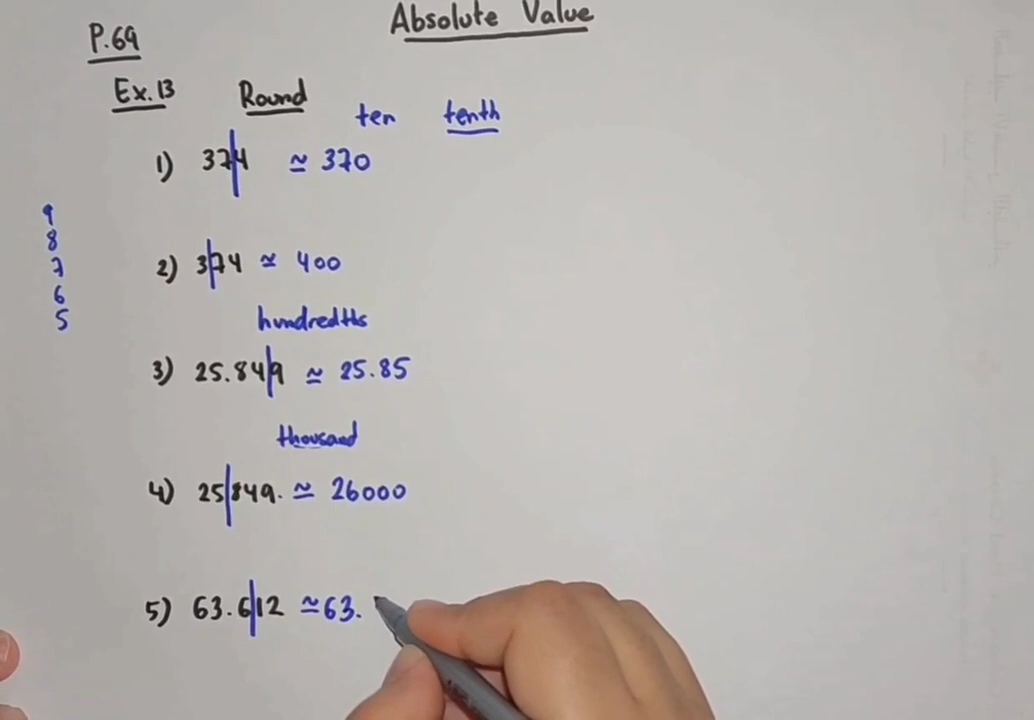 Absolute Value
P.69
Ex.13 Round
ten tenth
1) 374 ≃ 370
9
8
7
6
5
2) 374 ≃ 400
hundredths
3) 25.849 ≃ 25.85
thousand
4) 25849. ≃ 26000
5) 63.612 ≃ 63.